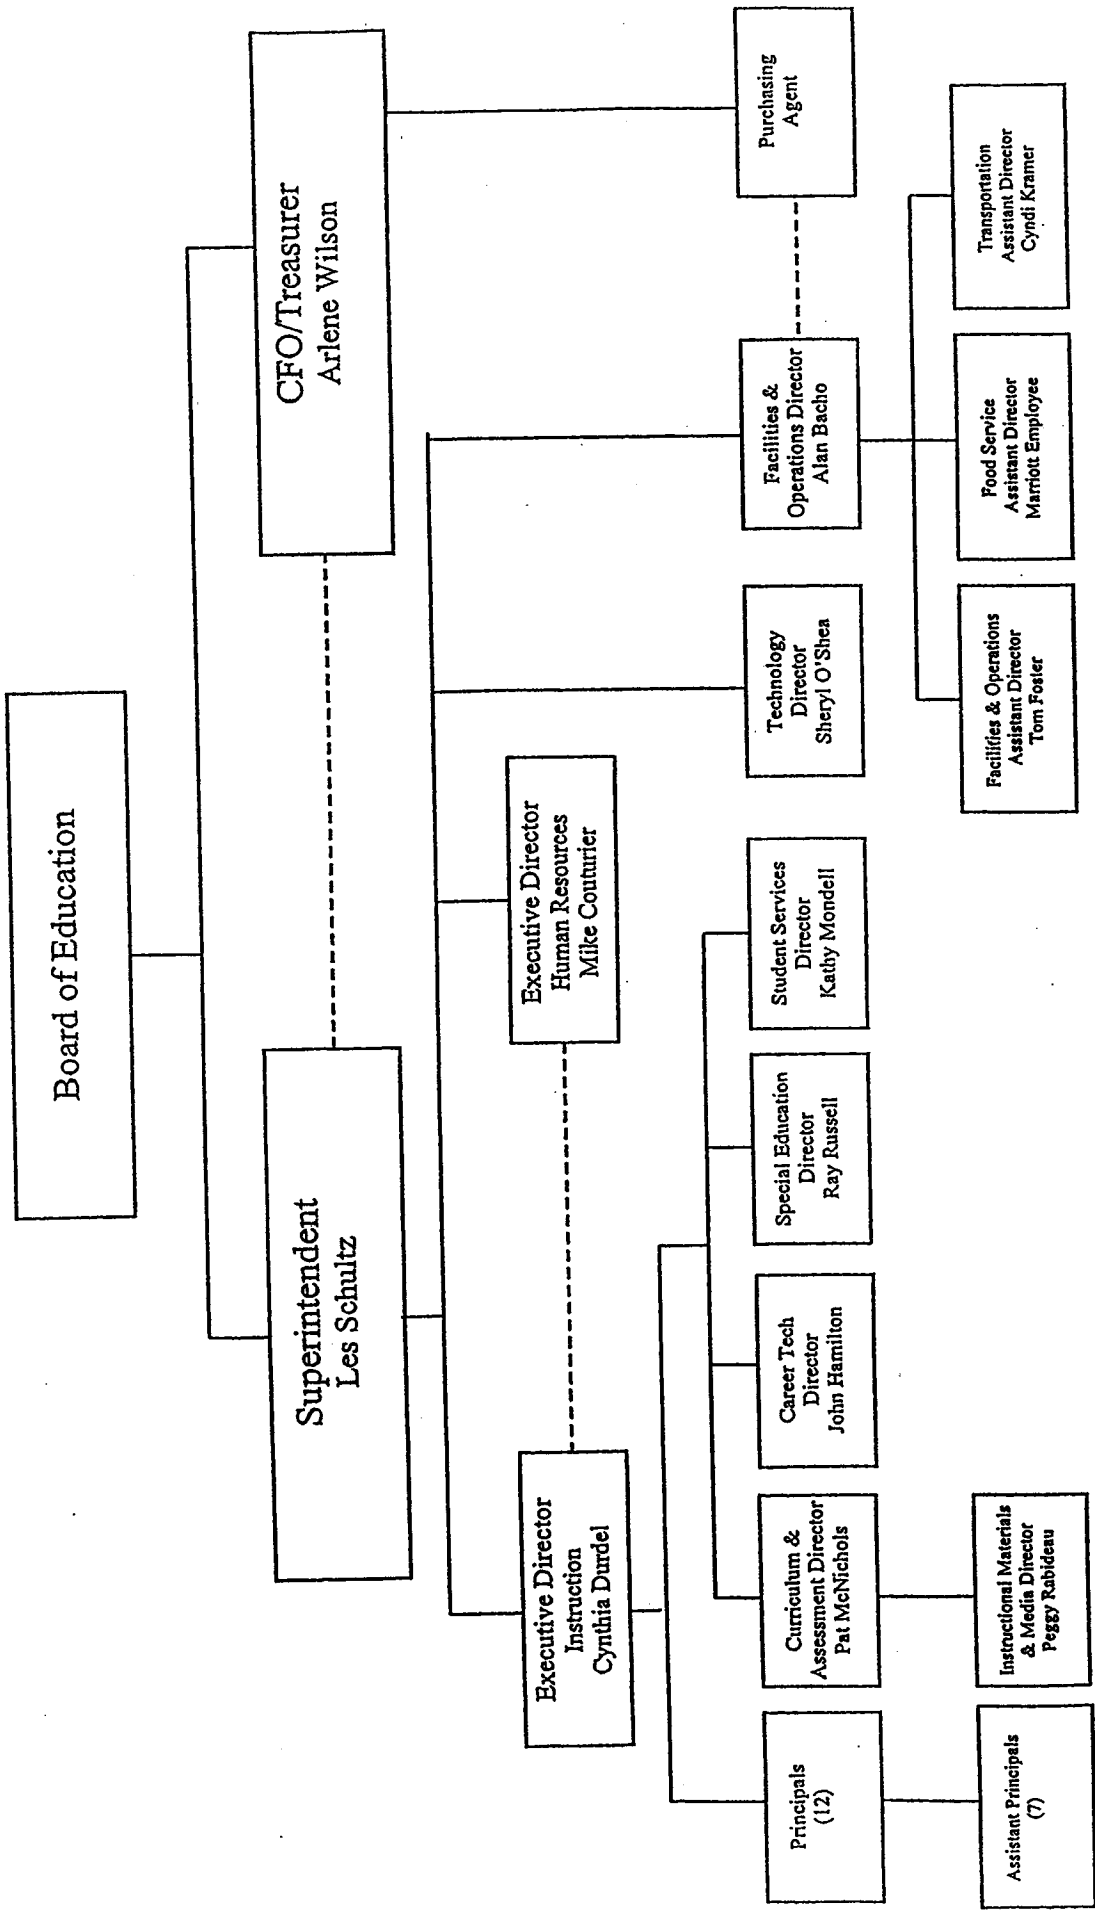 Board of Education
Superintendent
Les Schultz
CFO/Treasurer
Arlene Wilson
Executive Director
Instruction
Cynthia Durdel
Executive Director
Human Resources
Mike Couturier
Principals
(12)
Curriculum &
Assessment Director
Pat McNichols
Career Tech
Director
John Hamilton
Special Education
Director
Ray Russell
Student Services
Director
Kathy Mondell
Technology
Director
Sheryl O'Shea
Facilities &
Operations Director
Alan Bacho
Purchasing
Agent
Assistant Principals
(7)
Instructional Materials
& Media Director
Peggy Rabideau
Facilities & Operations
Assistant Director
Tom Foster
Food Service
Assistant Director
Marriott Employee
Transportation
Assistant Director
Cyndi Kramer